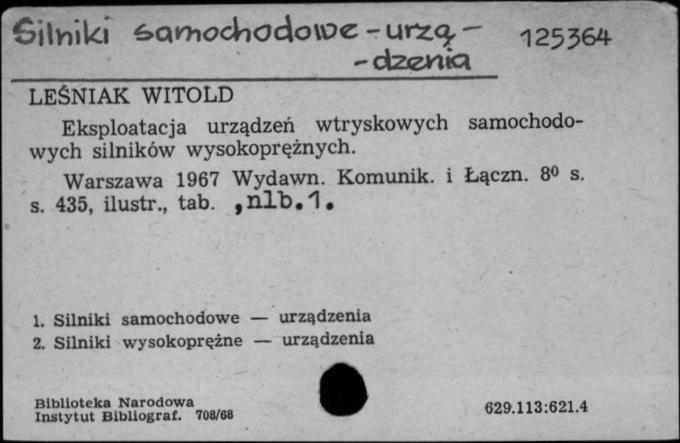 Silniki samochodowe - urzą -
- dzenia
125364
LEŚNIAK WITOLD
Eksploatacja urządzeń wtryskowych samochodo-
wych silników wysokoprężnych.
Warszawa 1967 Wydawn. Komunik. i Łączn. 8⁰ s.
s. 435, ilustr., tab. , nlb. 1.
1. Silniki samochodowe — urządzenia
2. Silniki wysokoprężne — urządzenia
Biblioteka Narodowa
Instytut Bibliograf. 708/68
629.113:621.4